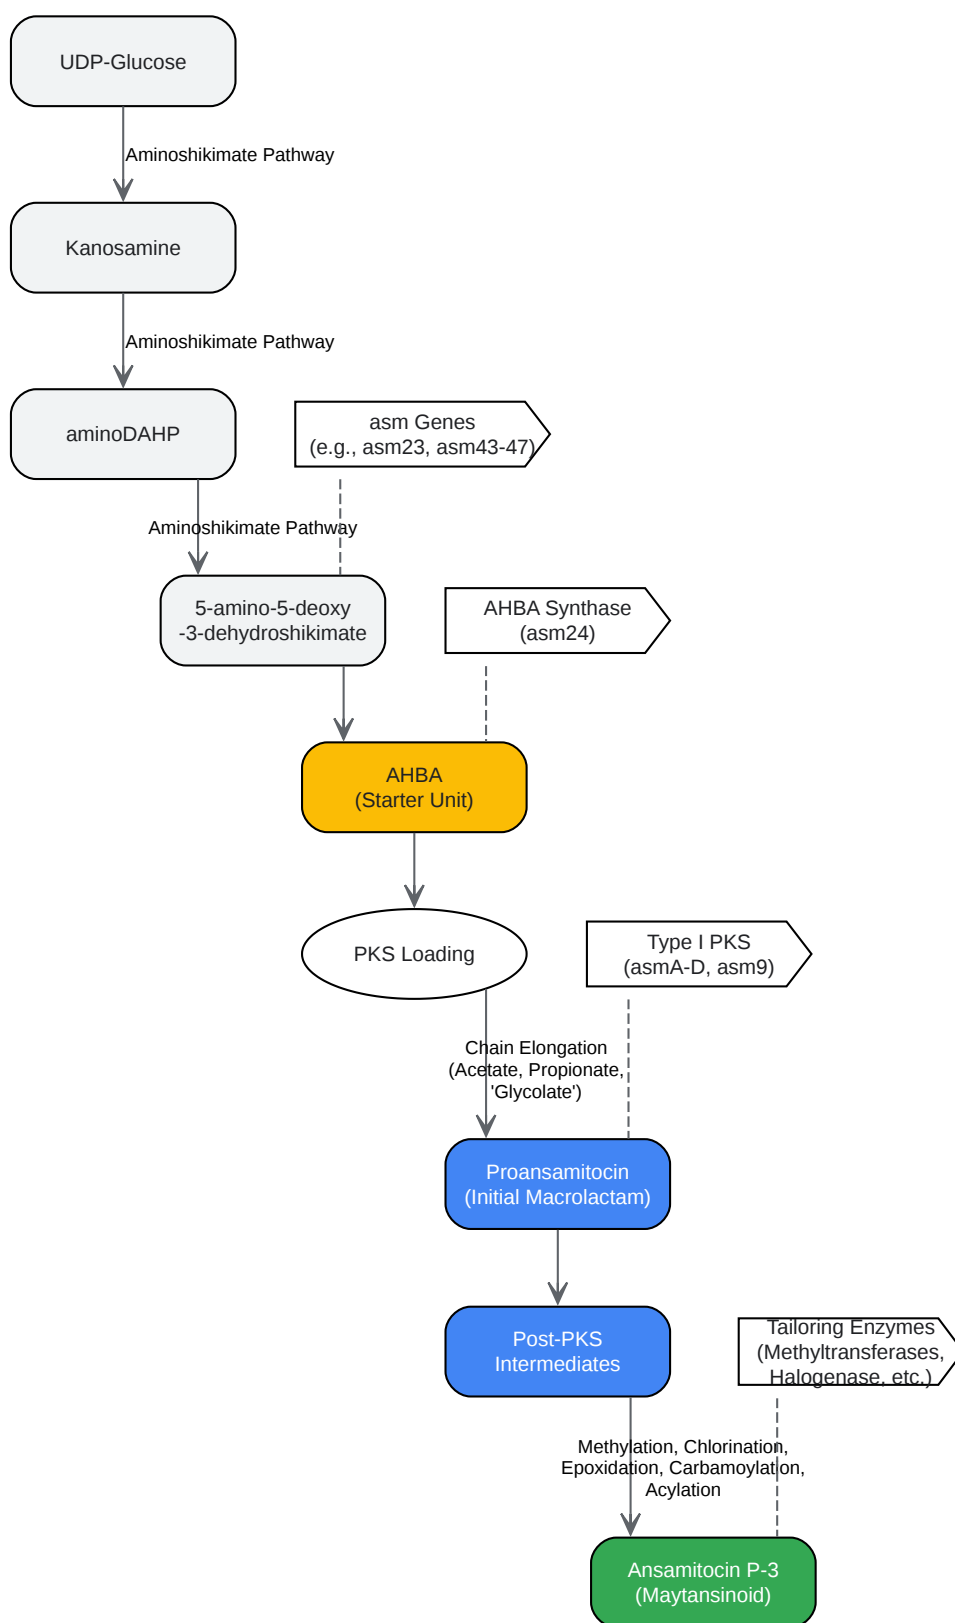 UDP-Glucose
Aminoshikimate Pathway
Kanosamine
Aminoshikimate Pathway
aminoDAHP
asm Genes
(e.g., asm23, asm43-47)
Aminoshikimate Pathway
5-amino-5-deoxy
-3-dehydroshikimate
AHBA Synthase
(asm24)
AHBA
(Starter Unit)
PKS Loading
Type I PKS
(asmA-D, asm9)
Chain Elongation
(Acetate, Propionate,
'Glycolate')
Proansamitocin
(Initial Macrolactam)
Post-PKS
Intermediates
Tailoring Enzymes
(Methyltransferases,
Halogenase, etc.)
Methylation, Chlorination,
Epoxidation, Carbamoylation,
Acylation
Ansamitocin P-3
(Maytansinoid)